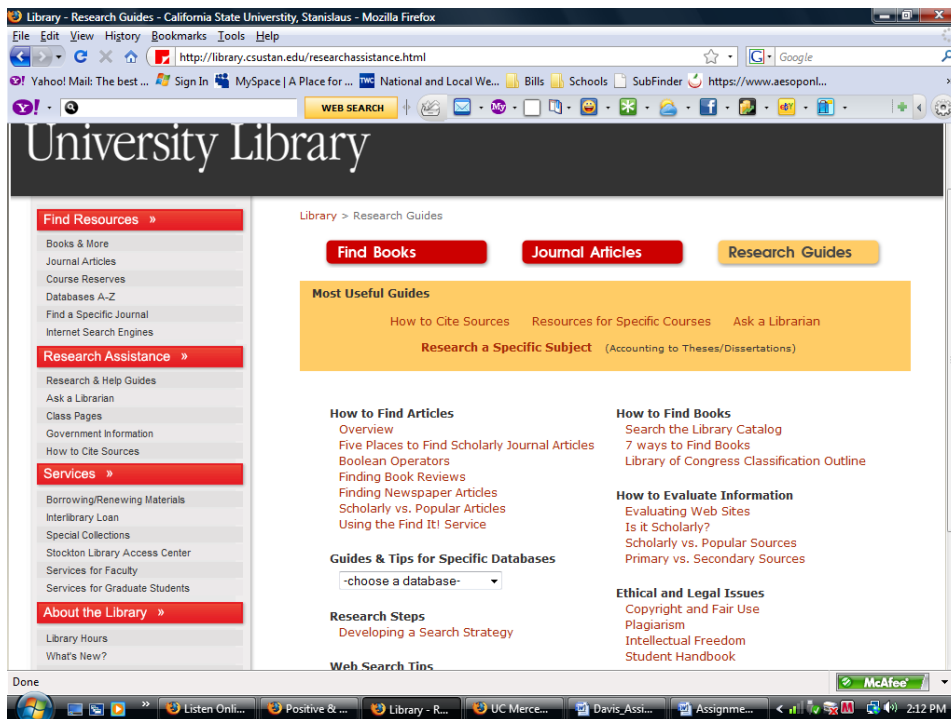 Library - Research Guides - California State Universtity, Stanislaus - Mozilla Firefox
File Edit View History Bookmarks Tools Help
http://library.csustan.edu/researchassistance.html
Google
Yahoo! Mail: The best ... Sign In MySpace | A Place for ... National and Local We... Bills Schools SubFinder https://www.aesoponl...
WEB SEARCH
University Library
Find Resources »
Books & More
Journal Articles
Course Reserves
Databases A-Z
Find a Specific Journal
Internet Search Engines
Research Assistance »
Research & Help Guides
Ask a Librarian
Class Pages
Government Information
How to Cite Sources
Services »
Borrowing/Renewing Materials
Interlibrary Loan
Special Collections
Stockton Library Access Center
Services for Faculty
Services for Graduate Students
About the Library »
Library Hours
What's New?
Library > Research Guides
Find Books Journal Articles Research Guides
Most Useful Guides
How to Cite Sources Resources for Specific Courses Ask a Librarian
Research a Specific Subject (Accounting to Theses/Dissertations)
How to Find Articles
Overview
Five Places to Find Scholarly Journal Articles
Boolean Operators
Finding Book Reviews
Finding Newspaper Articles
Scholarly vs. Popular Articles
Using the Find It! Service
Guides & Tips for Specific Databases
-choose a database-
Research Steps
Developing a Search Strategy
Web Search Tips
How to Find Books
Search the Library Catalog
7 ways to Find Books
Library of Congress Classification Outline
How to Evaluate Information
Evaluating Web Sites
Is it Scholarly?
Scholarly vs. Popular Sources
Primary vs. Secondary Sources
Ethical and Legal Issues
Copyright and Fair Use
Plagiarism
Intellectual Freedom
Student Handbook
Done
McAfee
Listen Onli... Positive & ... Library - R... UC Merce... Davis_Assi... Assignme... 2:12 PM